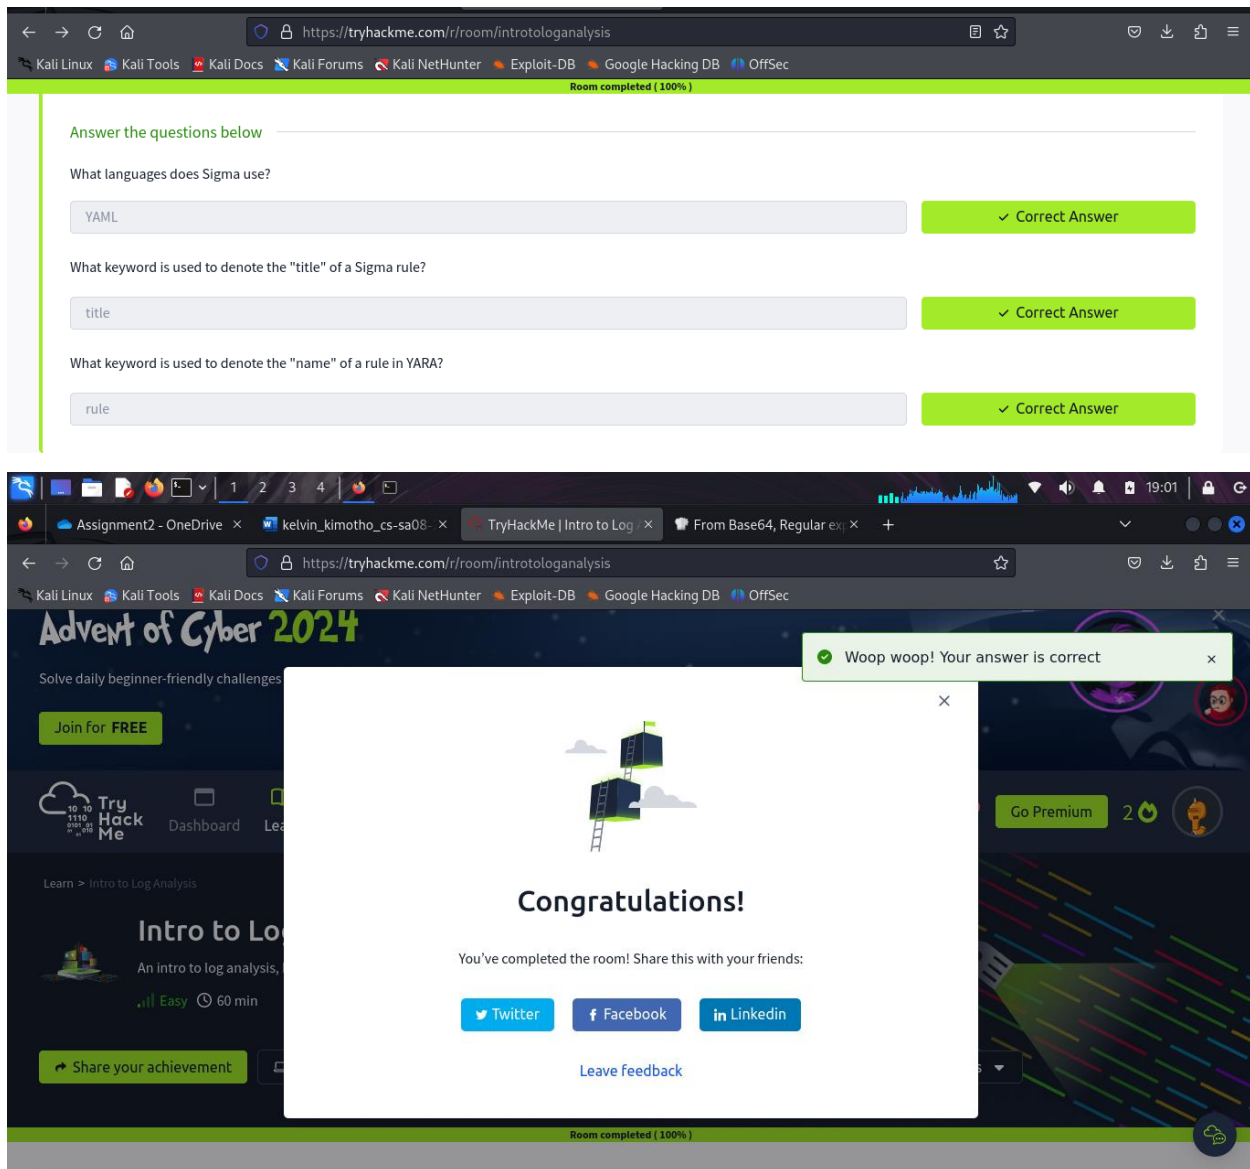 https://tryhackme.com/r/room/introtologanalysis
Kali Linux Kali Tools Kali Docs Kali Forums Kali NetHunter Exploit-DB Google Hacking DB OffSec
Room completed ( 100% )
Answer the questions below
What languages does Sigma use?
YAML
Correct Answer
What keyword is used to denote the "title" of a Sigma rule?
title
Correct Answer
What keyword is used to denote the "name" of a rule in YARA?
rule
Correct Answer
1 2 3 4 19:01
Assignment2 - OneDrive kelvin_kimotho_cs-sa08- TryHackMe | Intro to Log From Base64, Regular ex
https://tryhackme.com/r/room/introtologanalysis
Kali Linux Kali Tools Kali Docs Kali Forums Kali NetHunter Exploit-DB Google Hacking DB OffSec
Advent of Cyber 2024
Woop woop! Your answer is correct
Solve daily beginner-friendly challenges
Join for FREE
Try
Hack
Me
Dashboard Lea
Go Premium 2
Learn > Intro to Log Analysis
Congratulations!
Intro to Lo
An intro to log analysis,
You've completed the room! Share this with your friends:
Easy 60 min
Twitter Facebook Linkedin
Share your achievement
Leave feedback
Room completed ( 100% )